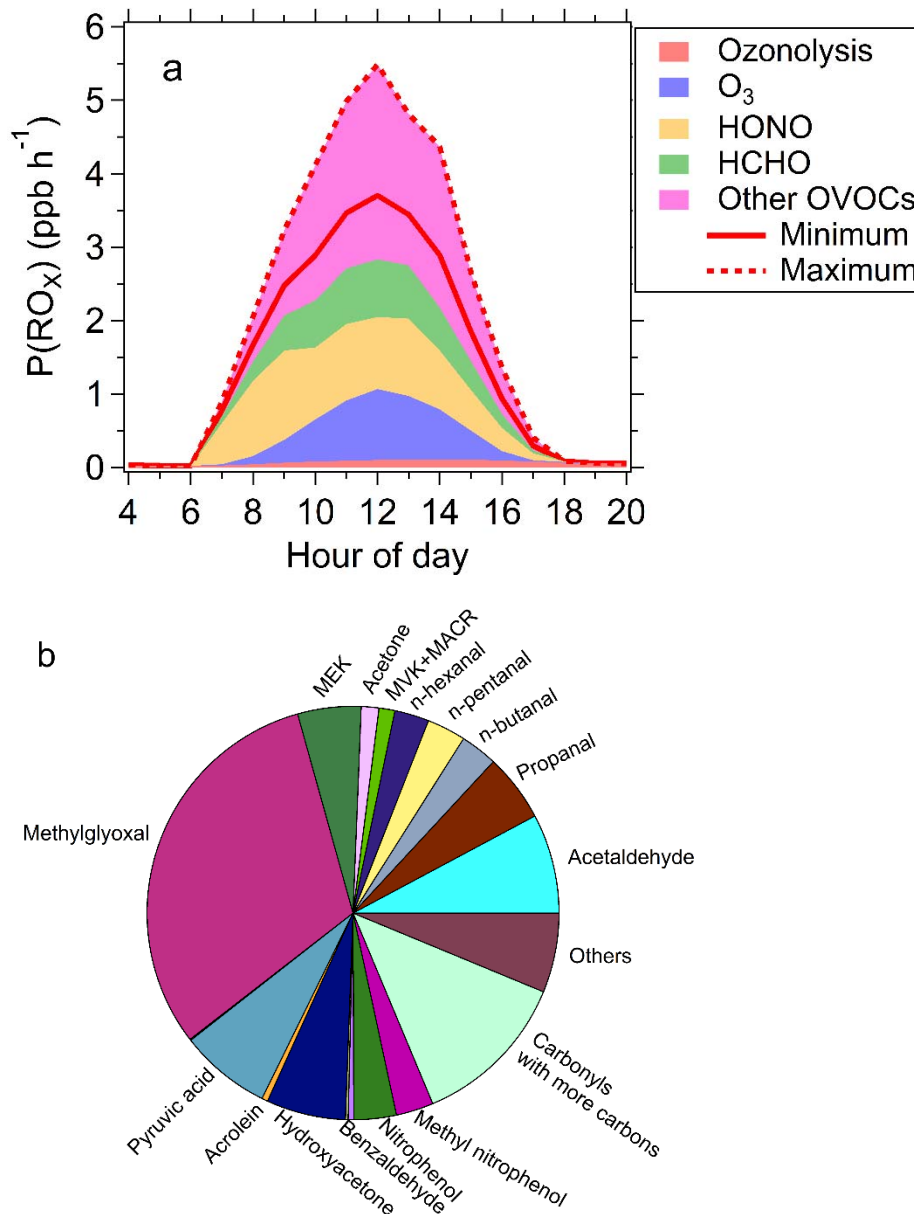 a
6
5
4
3
2
1
0
P(ROX) (ppb h-1)
4 6 8 10 12 14 16 18 20
Hour of day
Ozonolysis
O3
HONO
HCHO
Other OVOCs
Minimum
Maximum
b
MEK
Acetone
MVK+MACR
n-hexanal
n-pentanal
n-butanal
Propanal
Acetaldehyde
Others
Carbonyls
with more carbons
Methyl nitrophenol
Nitrophenol
Benzaldehyde
Hydroxyacetone
Acrolein
Pyruvic acid
Methylglyoxal